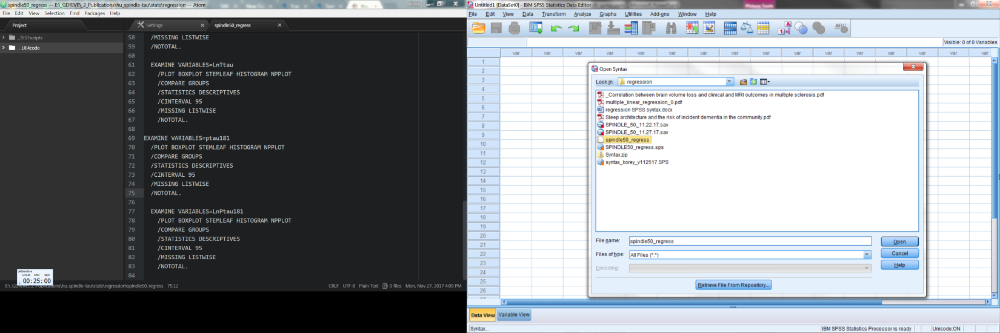 spindle50_regress — E:\_GDRIVE\_2_Publications\hu_spindle-tau\stats\regression — Atom
File Edit View Selection Find Packages Help
Project
Settings
spindle50_regress
_TESTscripts
__UE4code
58 /MISSING LISTWISE
59 /NOTOTAL.
60
61 EXAMINE VARIABLES=LnTtau
62 /PLOT BOXPLOT STEMLEAF HISTOGRAM NPPLOT
63 /COMPARE GROUPS
64 /STATISTICS DESCRIPTIVES
65 /CINTERVAL 95
66 /MISSING LISTWISE
67 /NOTOTAL.
68
69 EXAMINE VARIABLES=ptau181
70 /PLOT BOXPLOT STEMLEAF HISTOGRAM NPPLOT
71 /COMPARE GROUPS
72 /STATISTICS DESCRIPTIVES
73 /CINTERVAL 95
74 /MISSING LISTWISE
75 /NOTOTAL.
76
77 EXAMINE VARIABLES=LnPtau181
78 /PLOT BOXPLOT STEMLEAF HISTOGRAM NPPLOT
79 /COMPARE GROUPS
80 /STATISTICS DESCRIPTIVES
81 /CINTERVAL 95
82 /MISSING LISTWISE
83 /NOTOTAL.
84
deliberative
HOUR MIN SEC
00:25:00
E:\_GDRIVE\_2_Publications\hu_spindle-tau\stats\regression\spindle50_regress 75:12
CRLF UTF-8 Plain Text 0 files Mon, Nov 27, 2017 4:09 PM
Untitled1 [DataSet0] - IBM SPSS Statistics Data Editor
File Edit View Data Transform Analyze Graphs Utilities Add-ons Window Help
Visible: 0 of 0 Variables
var var var var var var var var var var var var var var var var
1
2
3
4
5
6
7
8
9
10
11
12
13
14
15
16
17
18
19
20
21
22
23
24
25
26
Open Syntax
Look in: regression
_Correlation between brain volume loss and clinical and MRI outcomes in multiple sclerosis.pdf
multiple_linear_regression_0.pdf
regression SPSS syntax.docx
Sleep architecture and the risk of incident dementia in the community.pdf
SPINDLE_50_11.22.17.sav
SPINDLE_50_11.27.17.sav
spindle50_regress
SPINDLE50_regress.sps
Syntax.zip
syntax_korey_v112517.SPS
File name: spindle50_regress
Open
Files of type: All Files (*.*)
Cancel
Encoding:
Help
Retrieve File From Repository...
Data View Variable View
Syntax...
IBM SPSS Statistics Processor is ready
Unicode:ON